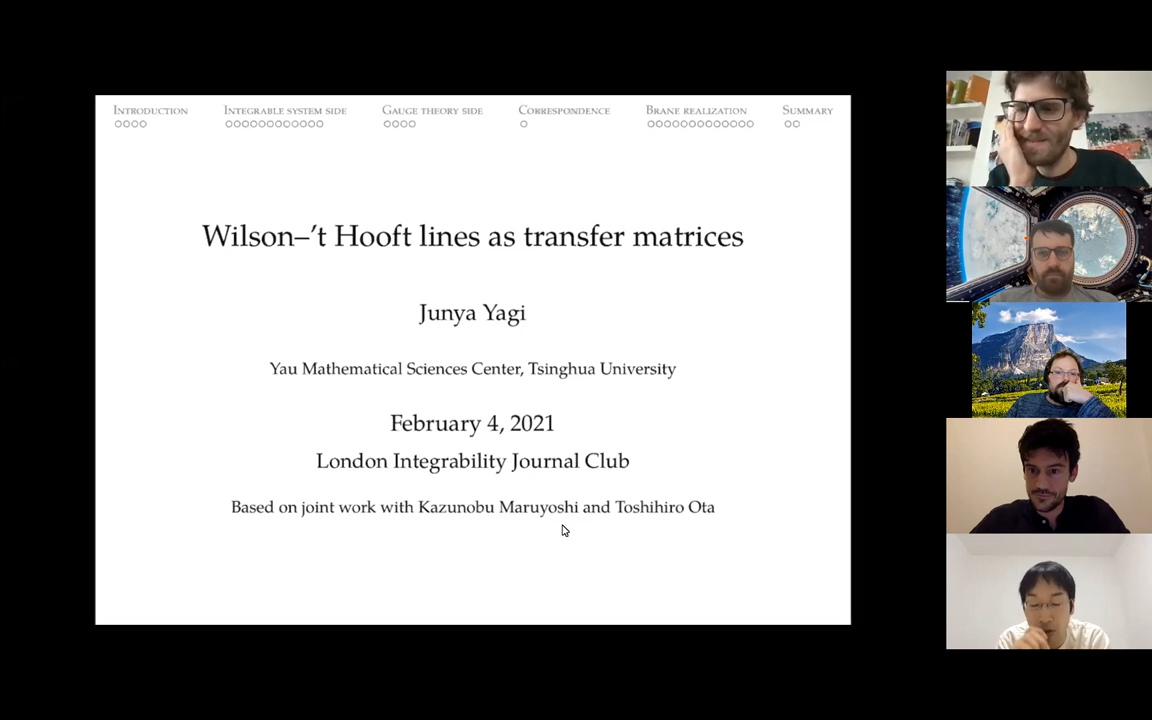 INTRODUCTION INTEGRABLE SYSTEM SIDE GAUGE THEORY SIDE CORRESPONDENCE BRANE REALIZATION SUMMARY
Wilson–’t Hooft lines as transfer matrices
Junya Yagi
Yau Mathematical Sciences Center, Tsinghua University
February 4, 2021
London Integrability Journal Club
Based on joint work with Kazunobu Maruyoshi and Toshihiro Ota